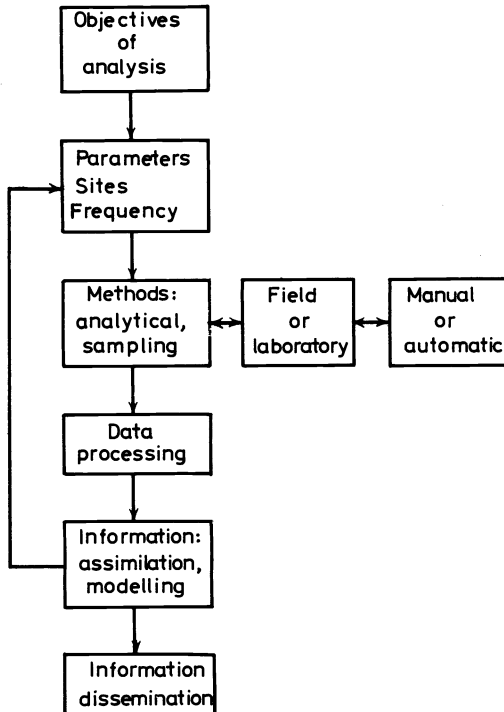 Objectives
of
analysis
Parameters
Sites
Frequency
Methods:
analytical,
sampling
Field
or
laboratory
Manual
or
automatic
Data
processing
Information:
assimilation,
modelling
Information
dissemination